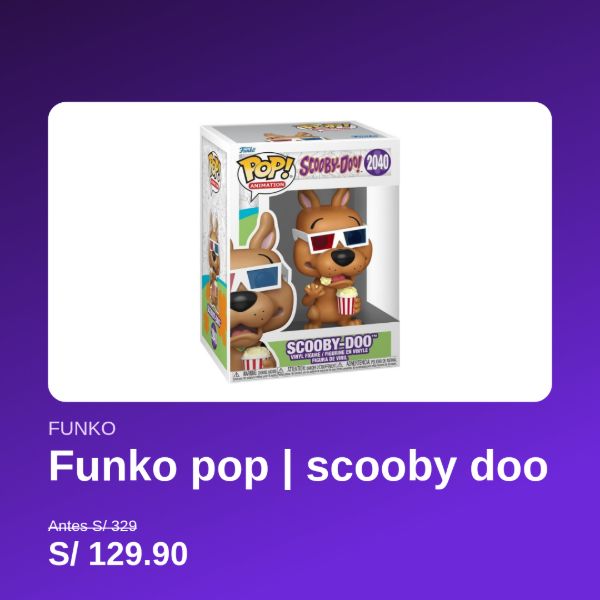 Funko
POP!
ANIMATION
SCOOBY-DOO!
2040
SCOOBY-DOO™
VINYL FIGURE / FIGURINE EN VINYLE
FIGURA DE VINIL
FUNKO
Funko pop | scooby doo
Antes S/ 329
S/ 129.90